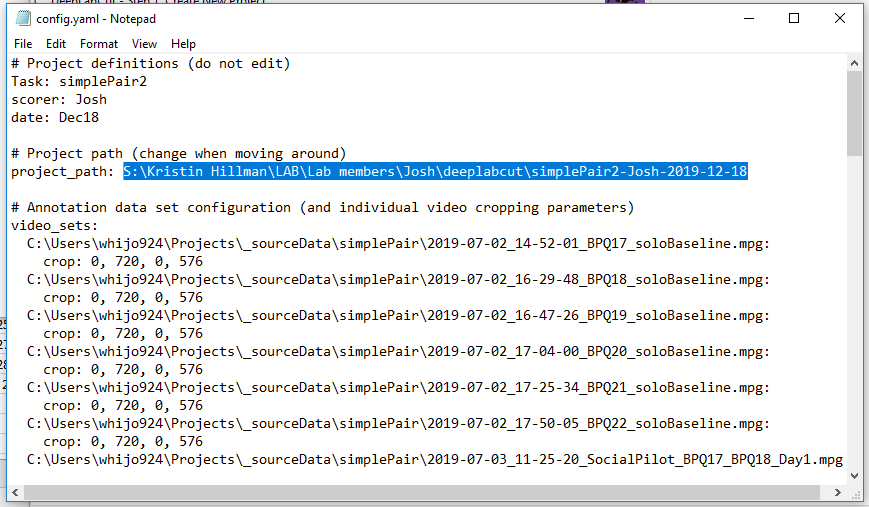 DeepLabCut - Step 1. Create New Project
config.yaml - Notepad
File Edit Format View Help
# Project definitions (do not edit)
Task: simplePair2
scorer: Josh
date: Dec18
# Project path (change when moving around)
project_path: S:\Kristin Hillman\LAB\Lab members\Josh\deeplabcut\simplePair2-Josh-2019-12-18
# Annotation data set configuration (and individual video cropping parameters)
video_sets:
C:\Users\whijo924\Projects\_sourceData\simplePair\2019-07-02_14-52-01_BPQ17_soloBaseline.mpg:
crop: 0, 720, 0, 576
C:\Users\whijo924\Projects\_sourceData\simplePair\2019-07-02_16-29-48_BPQ18_soloBaseline.mpg:
crop: 0, 720, 0, 576
C:\Users\whijo924\Projects\_sourceData\simplePair\2019-07-02_16-47-26_BPQ19_soloBaseline.mpg:
crop: 0, 720, 0, 576
C:\Users\whijo924\Projects\_sourceData\simplePair\2019-07-02_17-04-00_BPQ20_soloBaseline.mpg:
crop: 0, 720, 0, 576
C:\Users\whijo924\Projects\_sourceData\simplePair\2019-07-02_17-25-34_BPQ21_soloBaseline.mpg:
crop: 0, 720, 0, 576
C:\Users\whijo924\Projects\_sourceData\simplePair\2019-07-02_17-50-05_BPQ22_soloBaseline.mpg:
crop: 0, 720, 0, 576
C:\Users\whijo924\Projects\_sourceData\simplePair\2019-07-03_11-25-20_SocialPilot_BPQ17_BPQ18_Day1.mpg